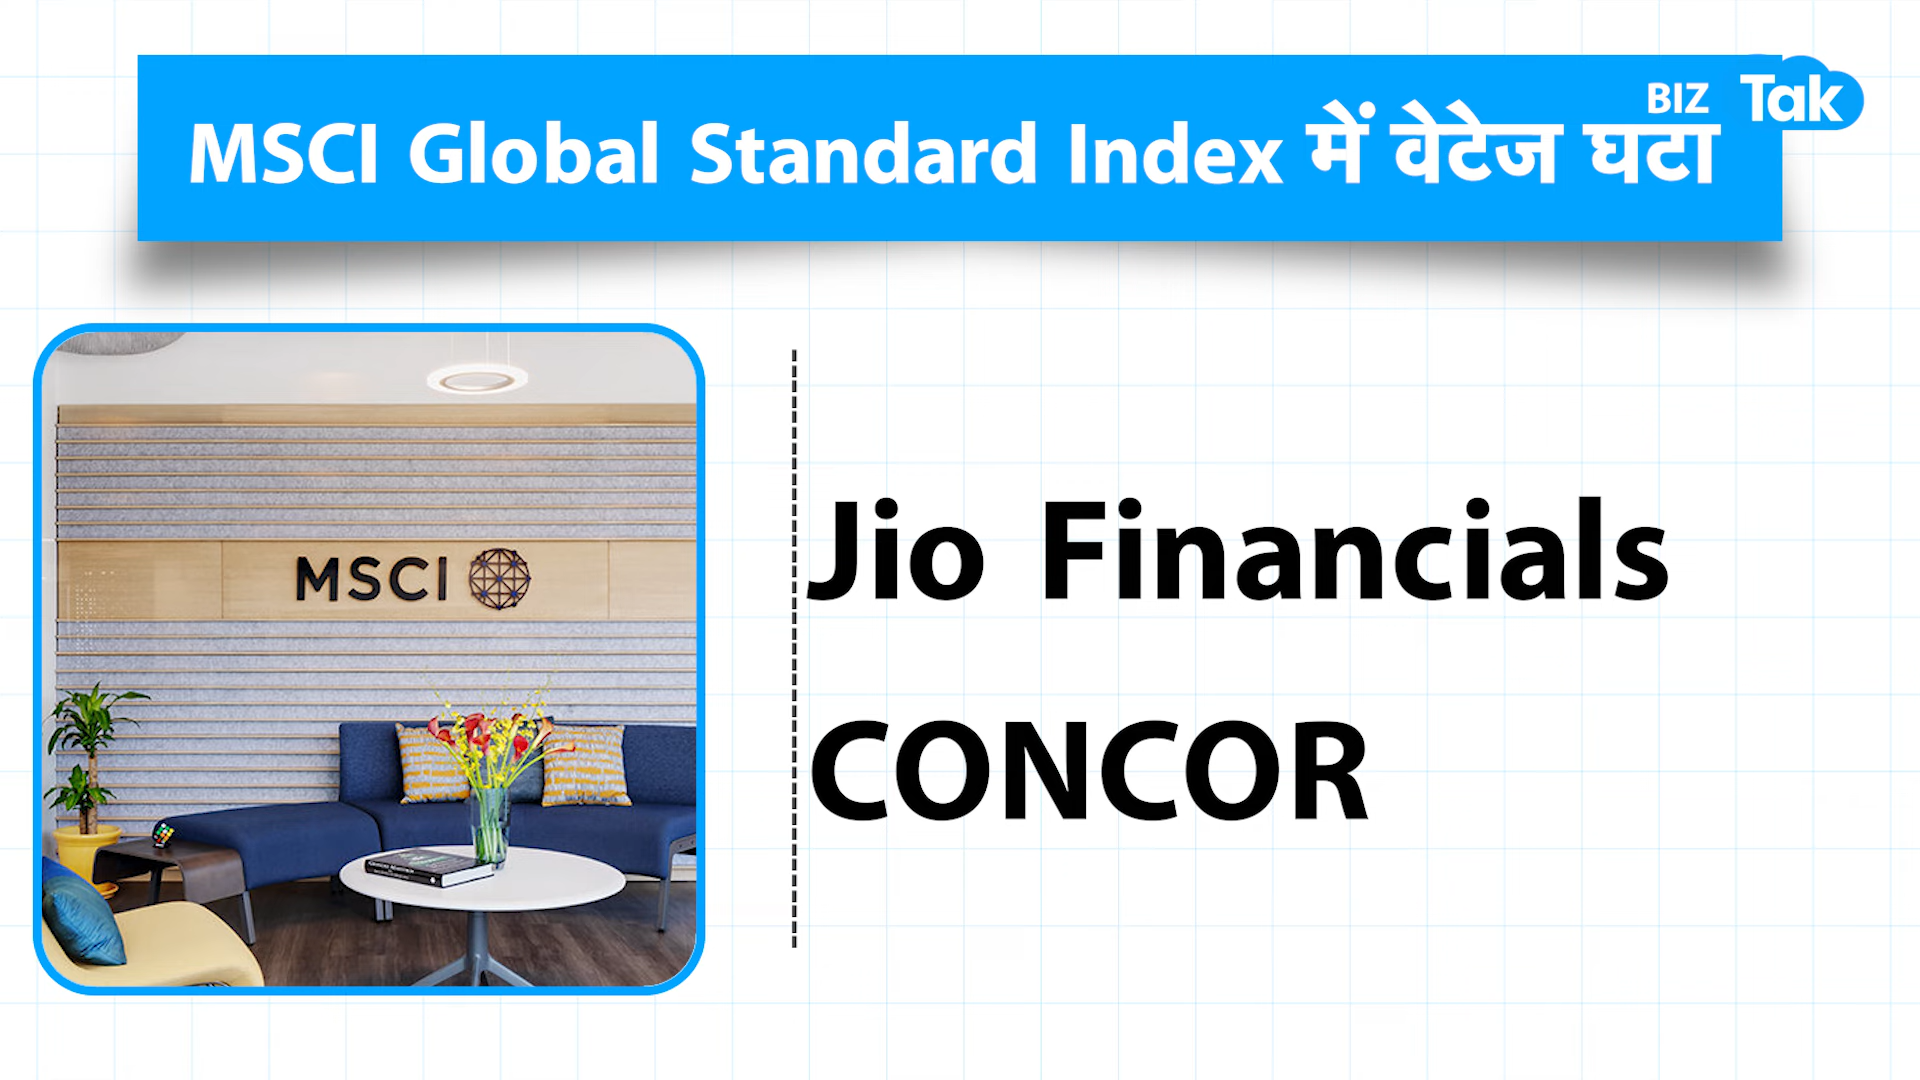 BIZ Tak
MSCI Global Standard Index में वेटेज घटा
MSCI
Jio Financials
CONCOR